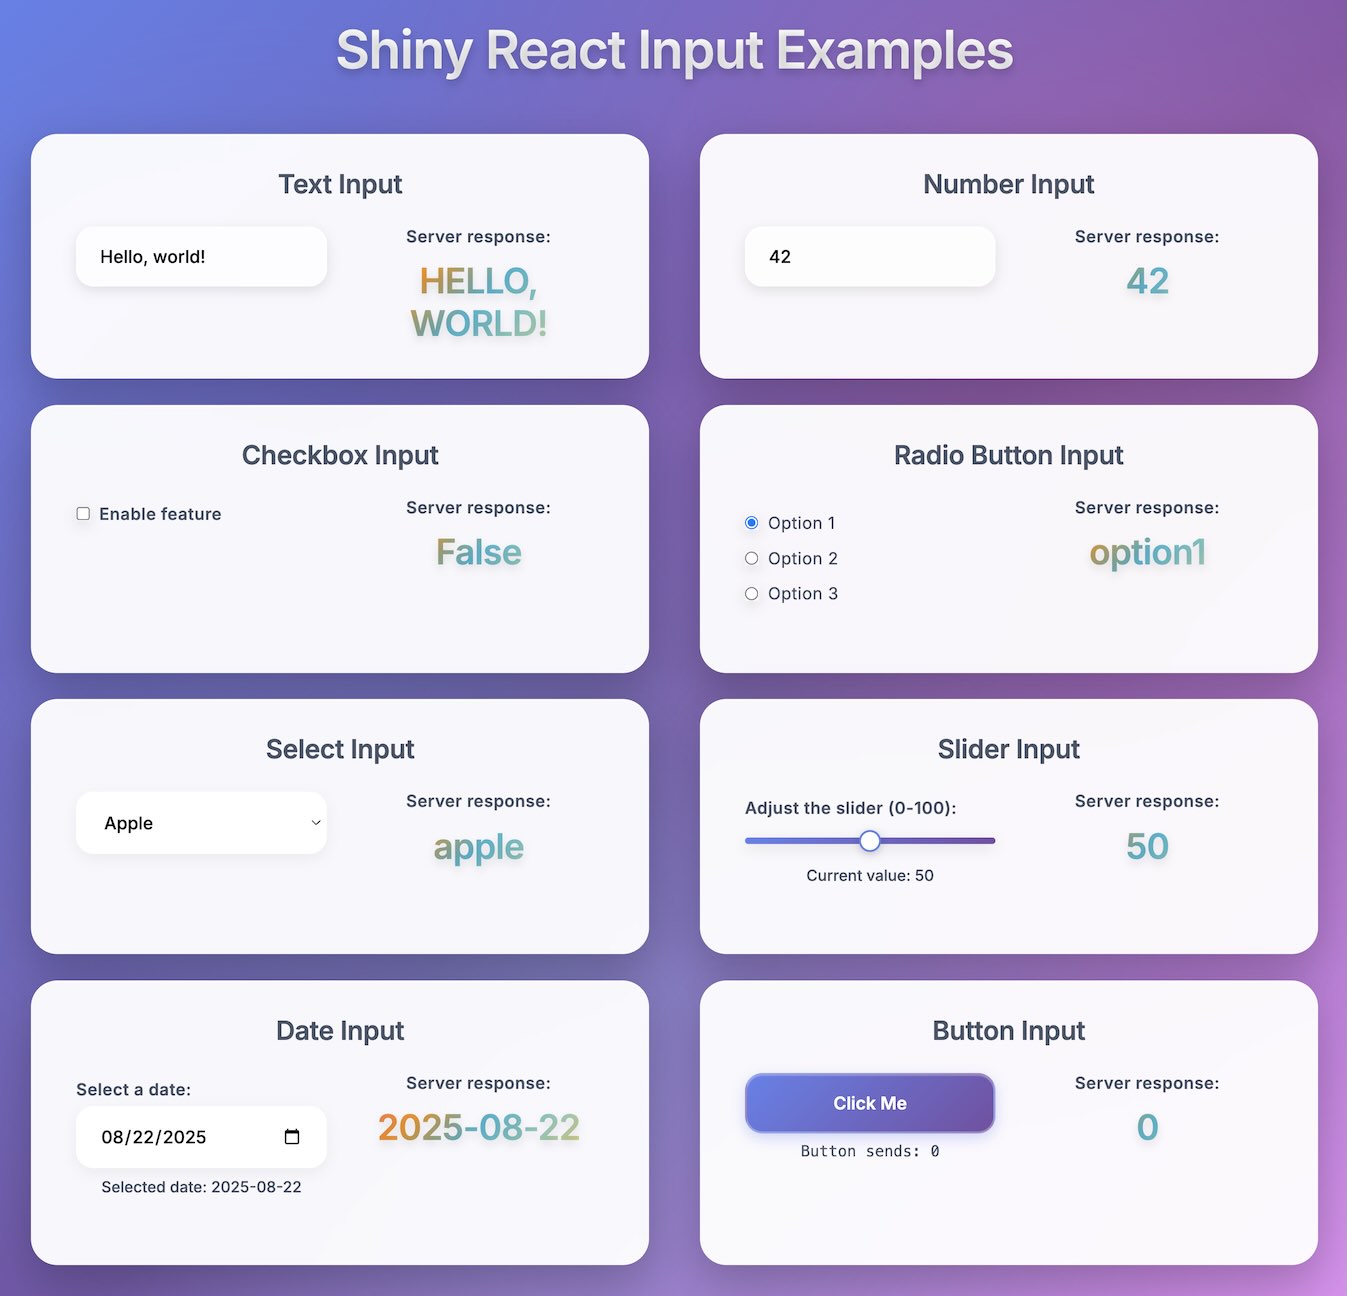 Shiny React Input Examples
Text Input
Hello, world!
Server response:
HELLO,
WORLD!
Number Input
42
Server response:
42
Checkbox Input
Enable feature
Server response:
False
Radio Button Input
Option 1
Option 2
Option 3
Server response:
option1
Select Input
Apple
Server response:
apple
Slider Input
Adjust the slider (0-100):
Current value: 50
Server response:
50
Date Input
Select a date:
08/22/2025
Selected date: 2025-08-22
Server response:
2025-08-22
Button Input
Click Me
Button sends: 0
Server response:
0